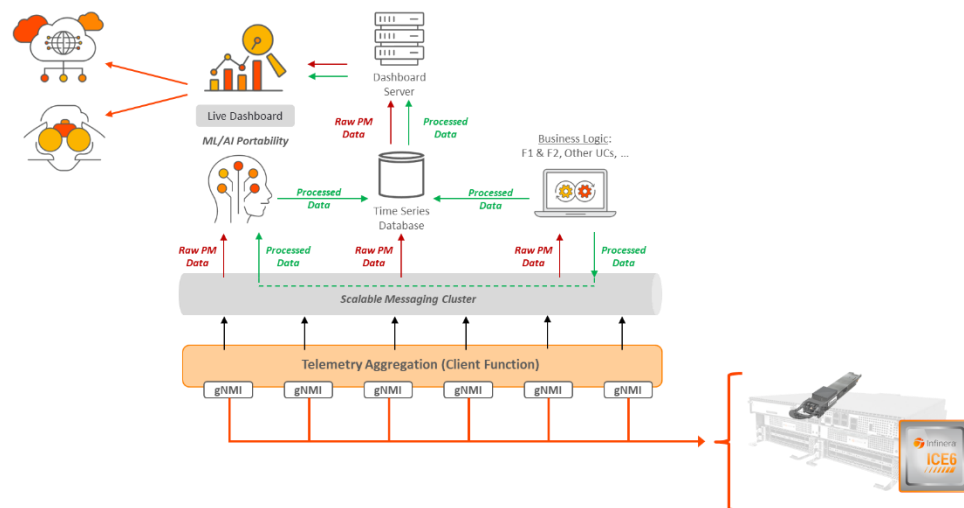 Dashboard
Server
Live Dashboard
ML/AI Portability
Raw PM
Data
Processed
Data
Business Logic:
F1 & F2, Other UCs, ...
Processed
Data
Processed
Data
Time Series
Database
Raw PM
Data
Processed
Data
Raw PM
Data
Raw PM
Data
Processed
Data
Scalable Messaging Cluster
Telemetry Aggregation (Client Function)
gNMI
gNMI
gNMI
gNMI
gNMI
gNMI
Infinera
ICE6